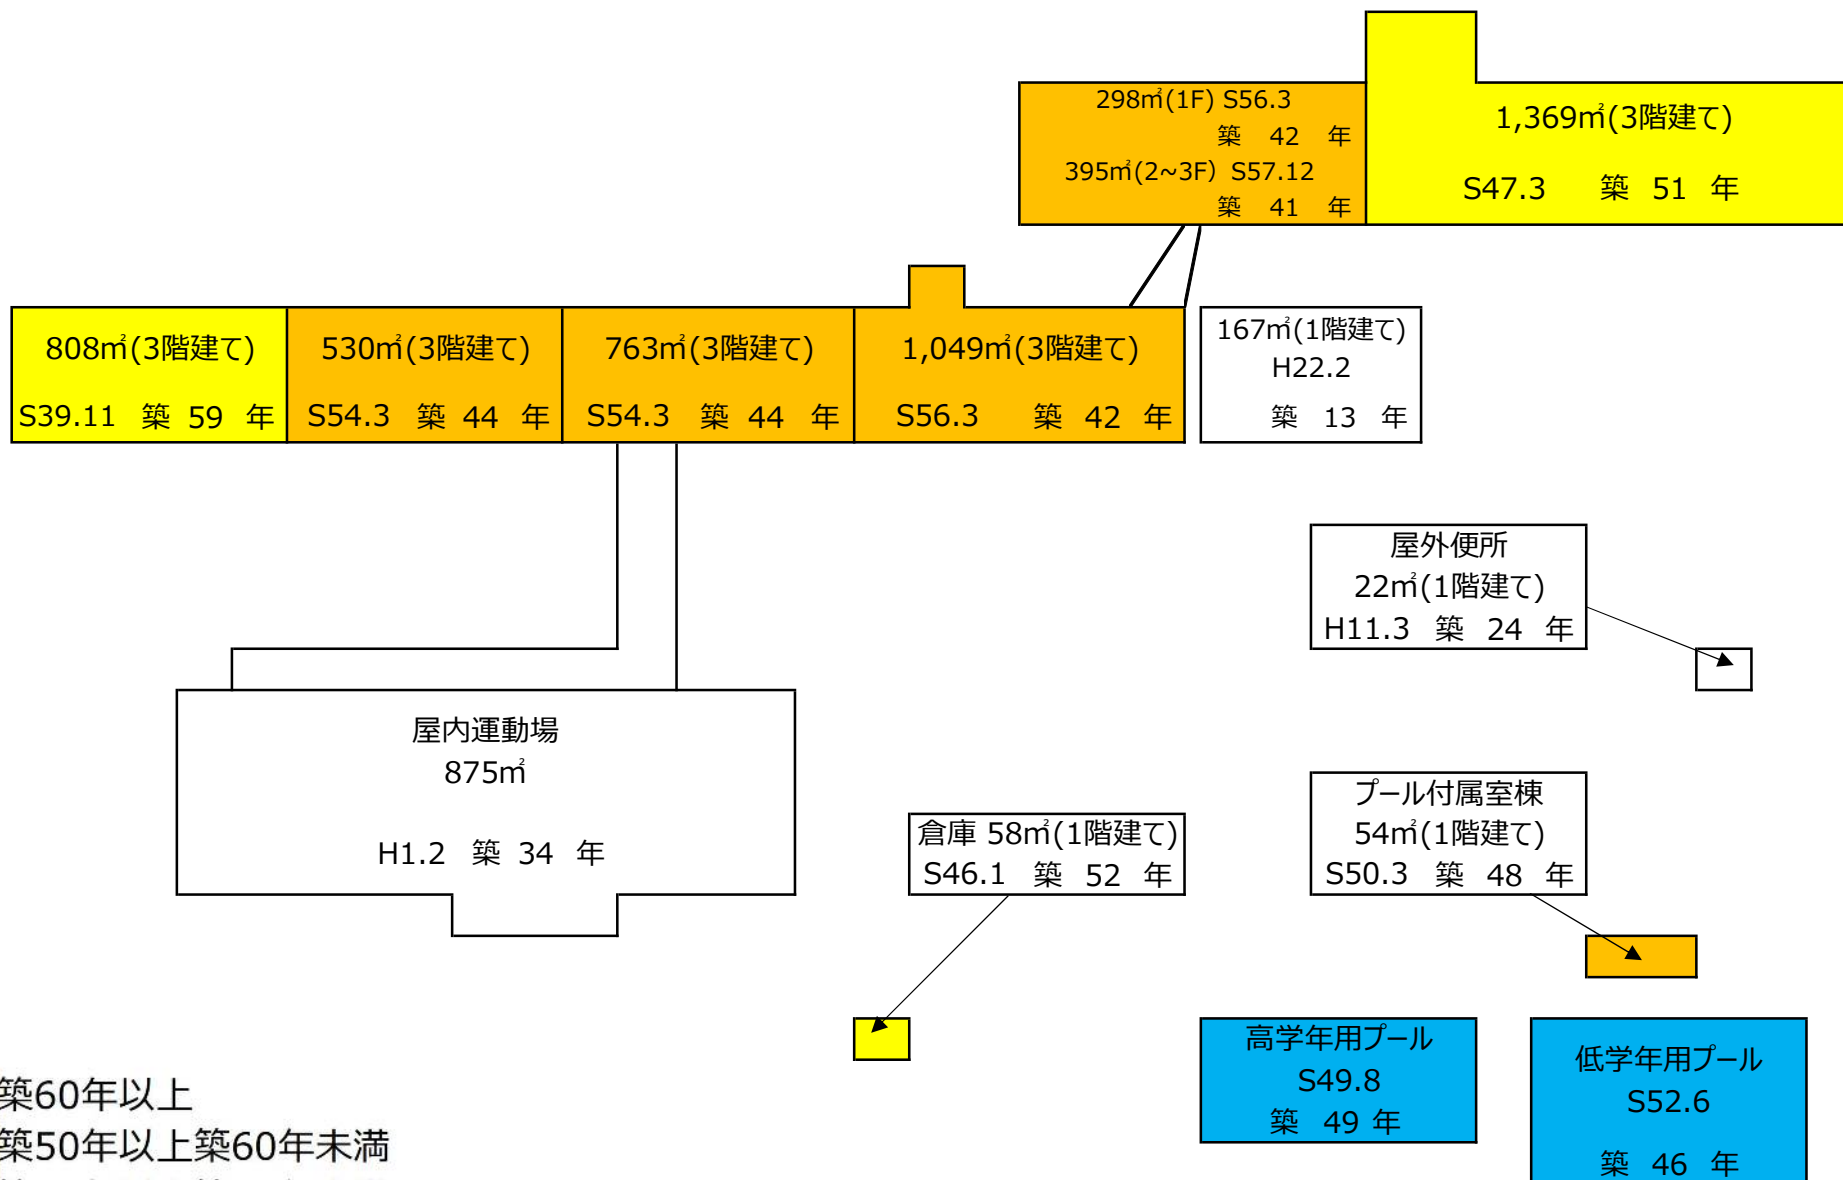 298㎡(1F) S56.3
築 42 年
395㎡(2~3F) S57.12
築 41 年
1,369㎡(3階建て)
S47.3 築 51 年
808㎡(3階建て)
S39.11 築 59 年
530㎡(3階建て)
S54.3 築 44 年
763㎡(3階建て)
S54.3 築 44 年
1,049㎡(3階建て)
S56.3 築 42 年
167㎡(1階建て)
H22.2
築 13 年
屋外便所
22㎡(1階建て)
H11.3 築 24 年
屋内運動場
875㎡
H1.2 築 34 年
倉庫 58㎡(1階建て)
S46.1 築 52 年
プール付属室棟
54㎡(1階建て)
S50.3 築 48 年
高学年用プール
S49.8
築 49 年
低学年用プール
S52.6
築 46 年
築60年以上
築50年以上築60年未満